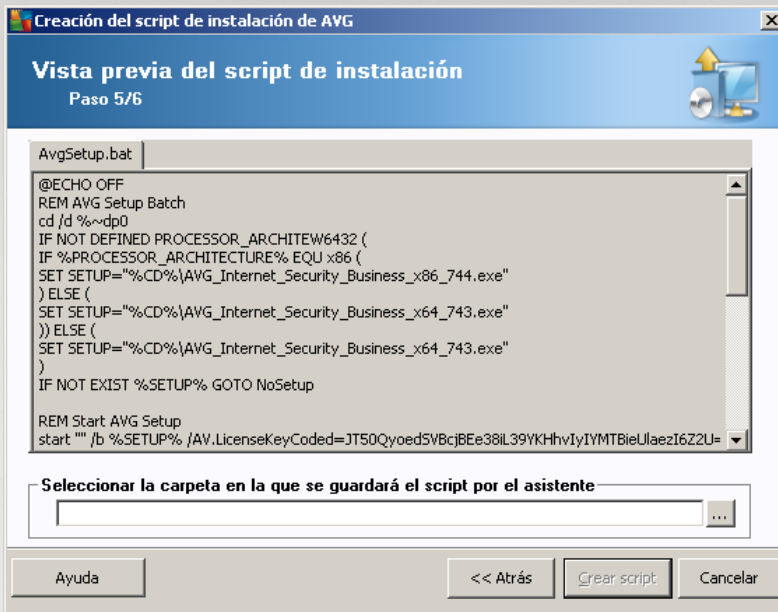 Creación del script de instalación de AVG
Vista previa del script de instalación
Paso 5/6
AvgSetup.bat
@ECHO OFF
REM AVG Setup Batch
cd /d %~dp0
IF NOT DEFINED PROCESSOR_ARCHITEW6432 (
IF %PROCESSOR_ARCHITECTURE% EQU x86 (
SET SETUP="%CD%\AVG_Internet_Security_Business_x86_744.exe"
) ELSE (
SET SETUP="%CD%\AVG_Internet_Security_Business_x64_743.exe"
)) ELSE (
SET SETUP="%CD%\AVG_Internet_Security_Business_x64_743.exe"
)
IF NOT EXIST %SETUP% GOTO NoSetup
REM Start AVG Setup
start "" /b %SETUP% /AV.LicenseKeyCoded=JT50QyoedSVBcjBEe38iL39YKHhvIyIYMTBieUlaezI6Z2U=
Seleccionar la carpeta en la que se guardará el script por el asistente
...
Ayuda
<< Atrás
Crear script
Cancelar